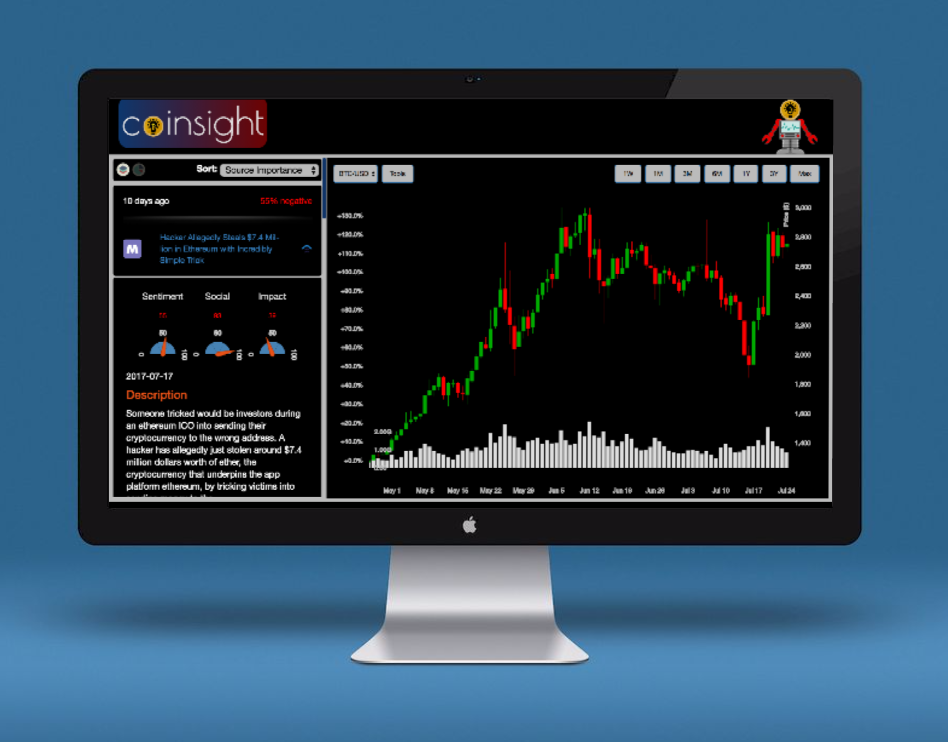 coinsight
Sort: Source Importance
BTC/USD Tools
1W 1M 3M 6M 1Y 3Y Max
10 days ago 55% negative
M
Hacker Allegedly Steals $7.4 Mil-
lion in Ethereum with Incredibly
Simple Trick
Sentiment Social Impact
50 50 50
0 100 0 100 0 100
2017-07-17
Description
Someone tricked would be investors during
an ethereum ICO into sending their
cryptocurrency to the wrong address. A
hacker has allegedly just stolen around $7.4
million dollars worth of ether, the
cryptocurrency that underpins the app
platform ethereum, by tricking victims into
+130.0%
+120.0%
+110.0%
+100.0%
+90.0%
+80.0%
+70.0%
+60.0%
+50.0%
+40.0%
+30.0%
+20.0%
+10.0%
+0.0%
2.00G
1.00G
0.00
Price ($)
3,000
2,800
2,600
2,400
2,200
2,000
1,800
1,600
1,400
May 1 May 8 May 15 May 22 May 29 Jun 5 Jun 12 Jun 19 Jun 26 Jul 3 Jul 10 Jul 17 Jul 24